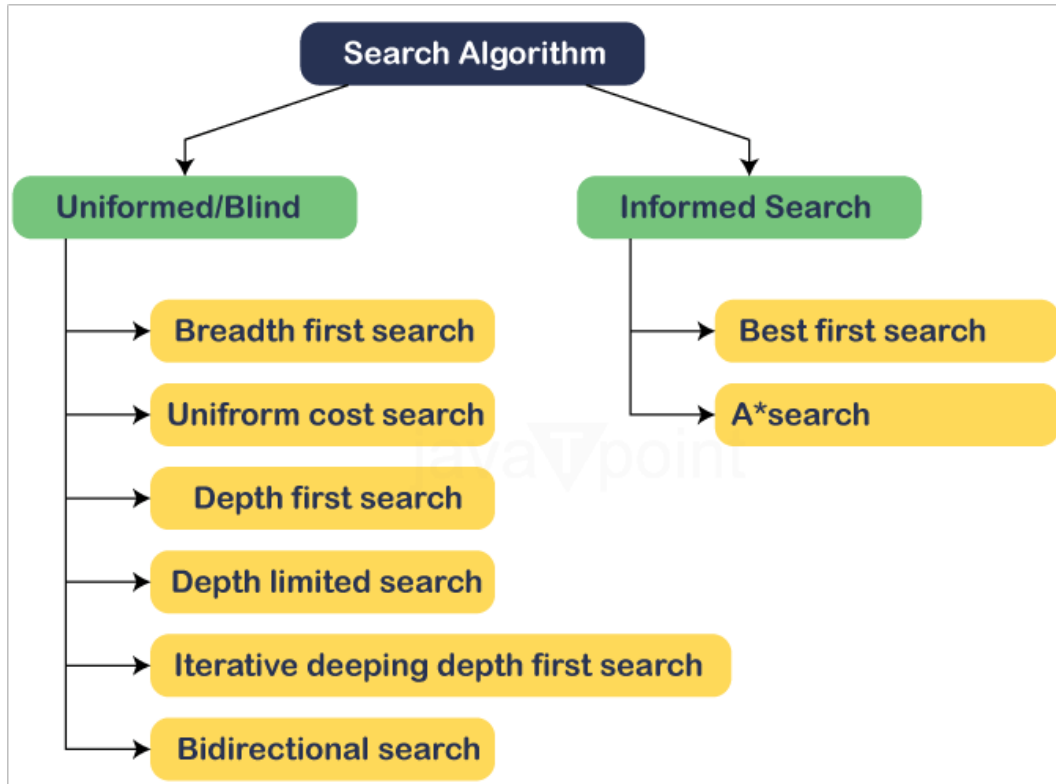 Search Algorithm
Uniformed/Blind
Informed Search
Breadth first search
Unifrorm cost search
Depth first search
Depth limited search
Iterative deeping depth first search
Bidirectional search
Best first search
A*search
javaTpoint